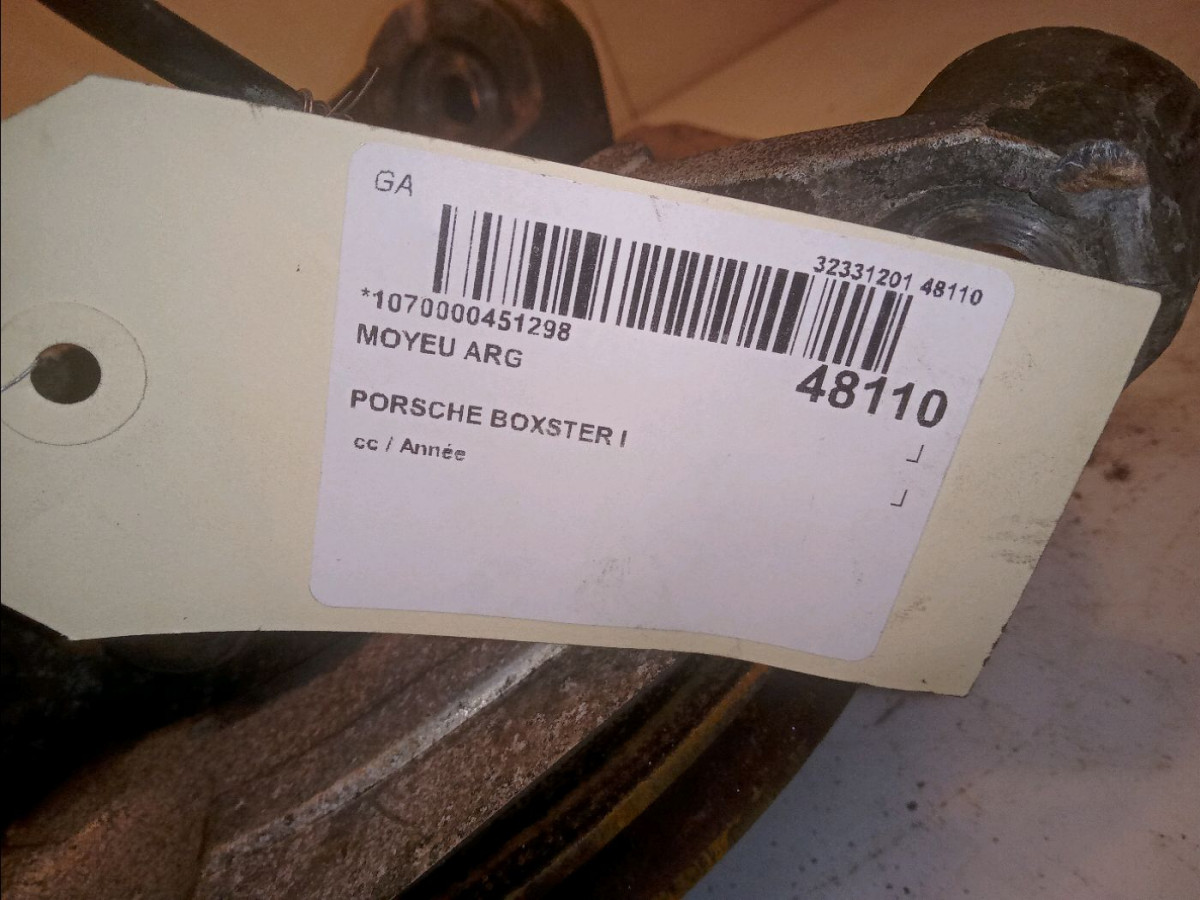 GA
32331201 48110
*1070000451298
MOYEU ARG
48110
PORSCHE BOXSTER I
cc / Année